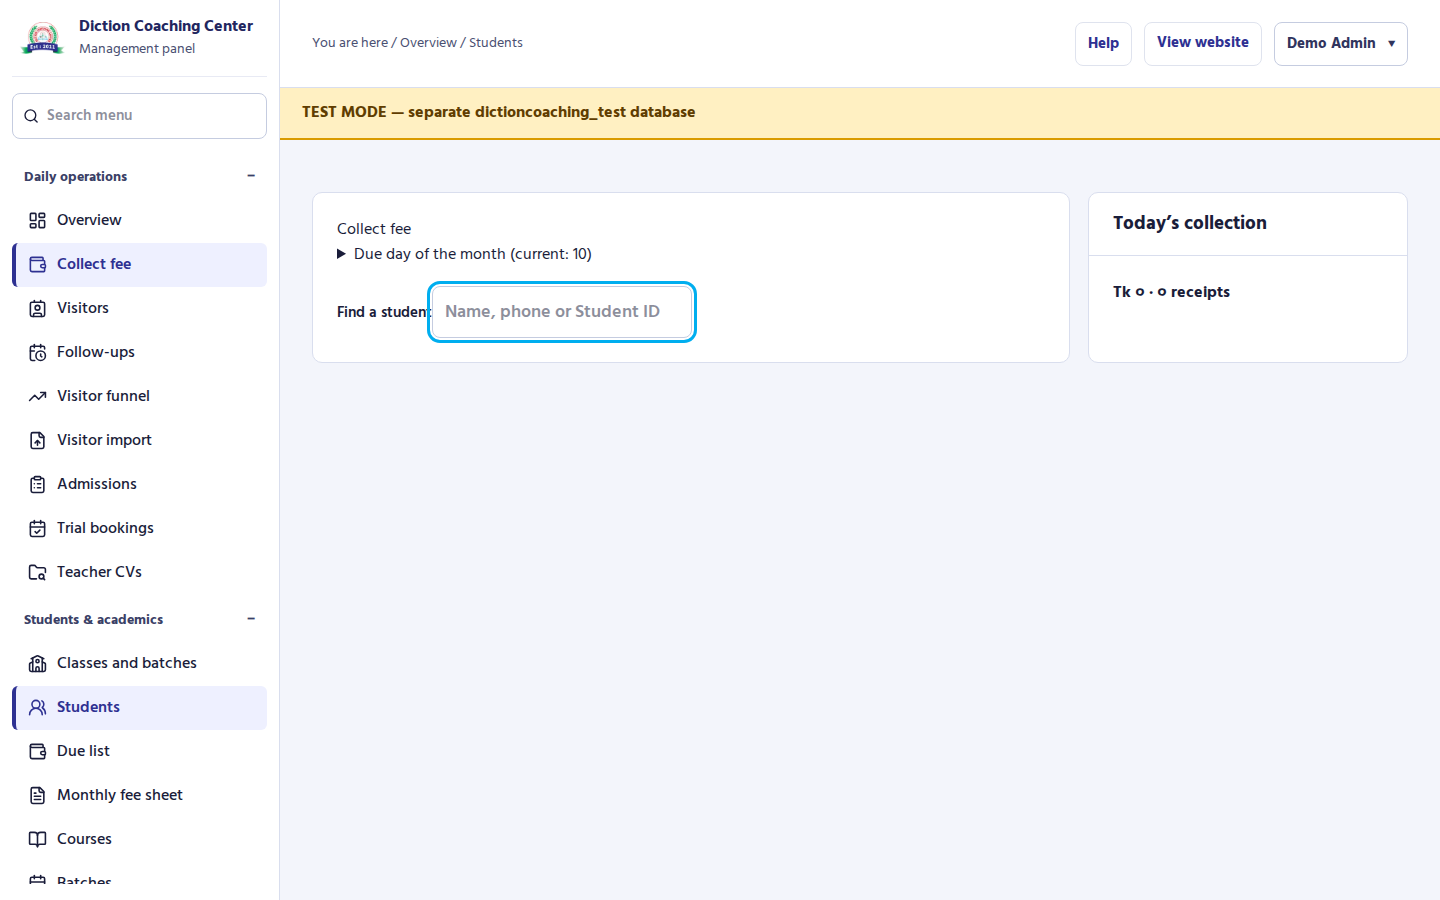 Diction Coaching Center
Management panel
Est : 2011
Search menu
Daily operations −
Overview
Collect fee
Visitors
Follow-ups
Visitor funnel
Visitor import
Admissions
Trial bookings
Teacher CVs
Students & academics −
Classes and batches
Students
Due list
Monthly fee sheet
Courses
Batches
You are here / Overview / Students
Help
View website
Demo Admin ▼
TEST MODE — separate dictioncoaching_test database
Collect fee
▶ Due day of the month (current: 10)
Find a student
Name, phone or Student ID
Today’s collection
Tk ০ · ০ receipts